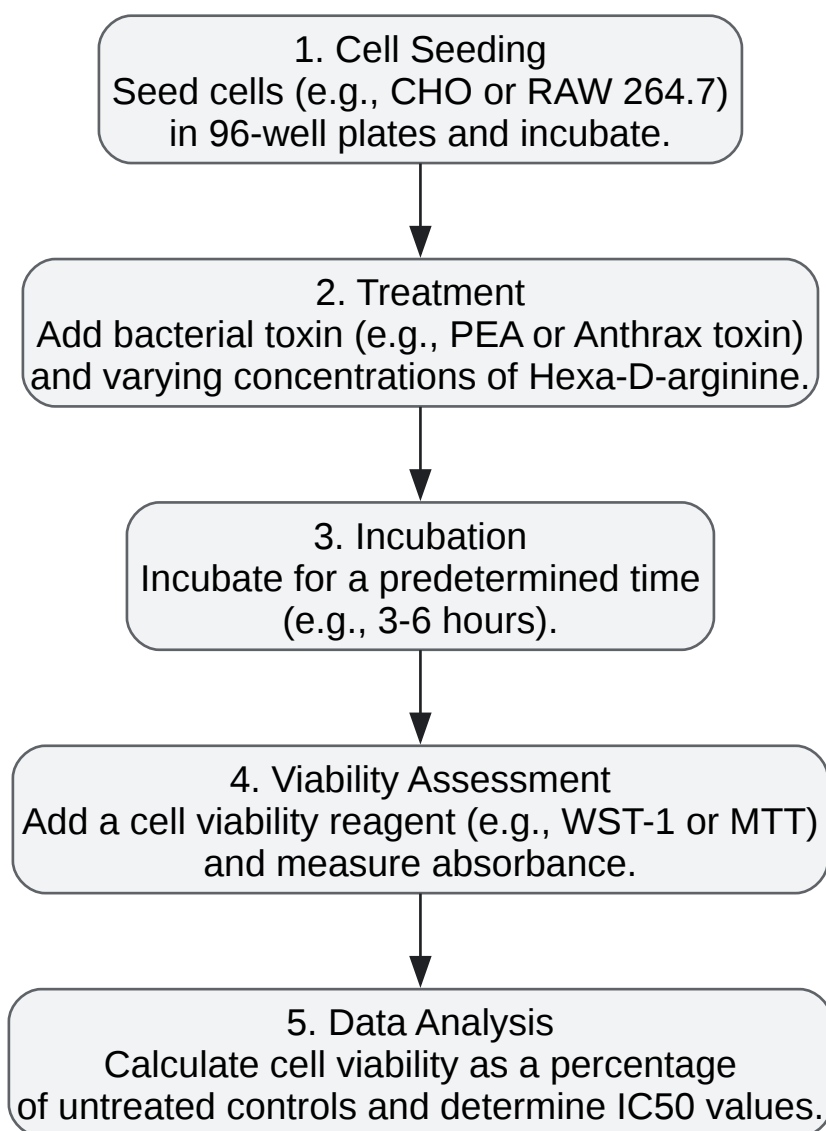 1. Cell Seeding
Seed cells (e.g., CHO or RAW 264.7)
in 96-well plates and incubate.
2. Treatment
Add bacterial toxin (e.g., PEA or Anthrax toxin)
and varying concentrations of Hexa-D-arginine.
3. Incubation
Incubate for a predetermined time
(e.g., 3-6 hours).
4. Viability Assessment
Add a cell viability reagent (e.g., WST-1 or MTT)
and measure absorbance.
5. Data Analysis
Calculate cell viability as a percentage
of untreated controls and determine IC50 values.